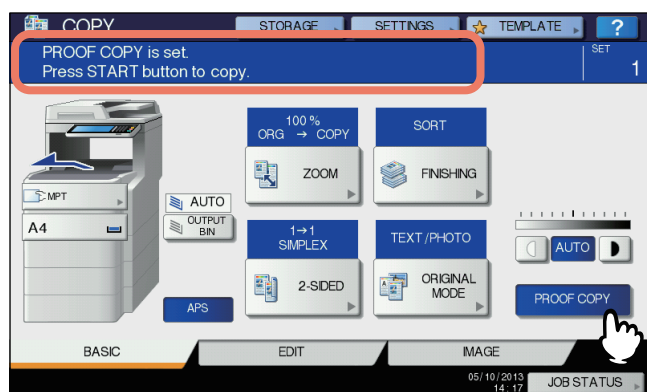 COPY
STORAGE
SETTINGS
TEMPLATE
?
PROOF COPY is set.
Press START button to copy.
SET
1
100 %
ORG → COPY
SORT
ZOOM
FINISHING
MPT
AUTO
A4
OUTPUT
BIN
1→1
SIMPLEX
TEXT/PHOTO
AUTO
2-SIDED
ORIGINAL
MODE
APS
PROOF COPY
BASIC
EDIT
IMAGE
05/10/2013
14:17
JOB STATUS